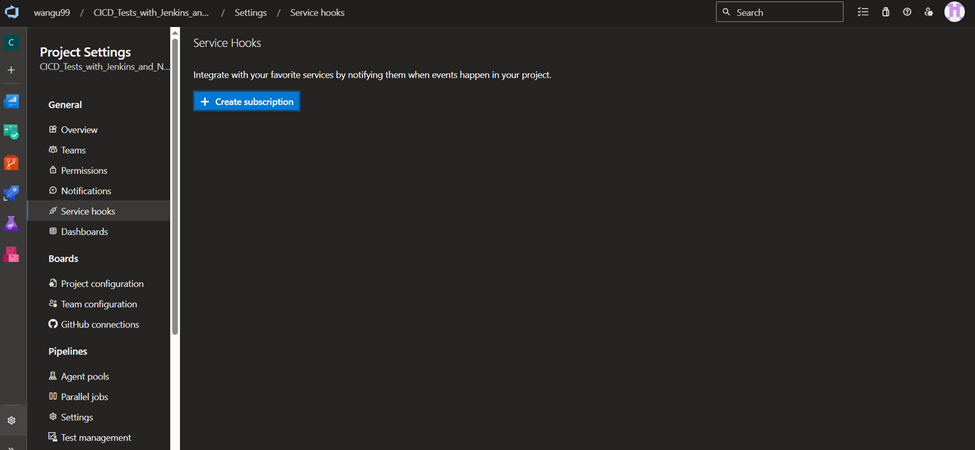 wangu99 / CICD_Tests_with_Jenkins_an... / Settings / Service hooks
Search
C
Project Settings
CICD_Tests_with_Jenkins_and_N...
General
Overview
Teams
Permissions
Notifications
Service hooks
Dashboards
Boards
Project configuration
Team configuration
GitHub connections
Pipelines
Agent pools
Parallel jobs
Settings
Test management
Service Hooks
Integrate with your favorite services by notifying them when events happen in your project.
+ Create subscription